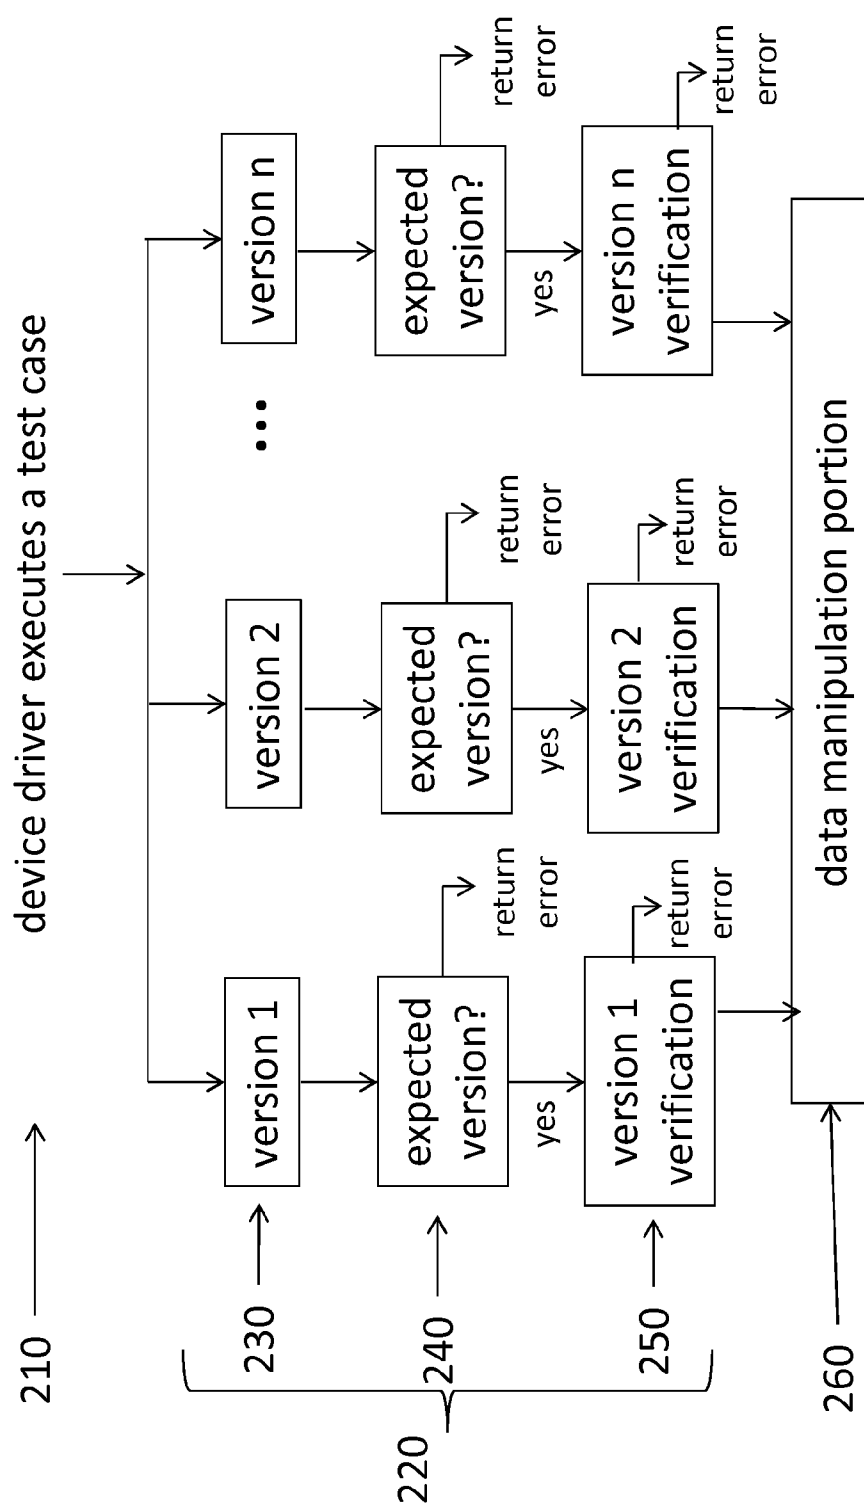 device driver executes a test case
210
version 1
version 2
...
version n
230
expected
version?
return
error
expected
version?
return
error
expected
version?
return
error
240
yes
yes
yes
220
version 1
verification
return
error
version 2
verification
return
error
version n
verification
return
error
250
data manipulation portion
260